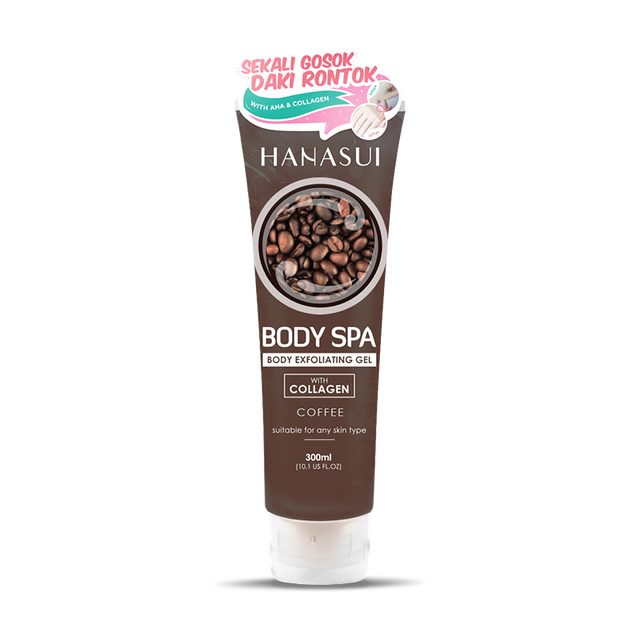 SEKALI GOSOK
DAKI RONTOK
WITH AHA & COLLAGEN
HANASUI
BODY SPA
BODY EXFOLIATING GEL
WITH
COLLAGEN
COFFEE
suitable for any skin type
300ml
(10.1 US FL.OZ)